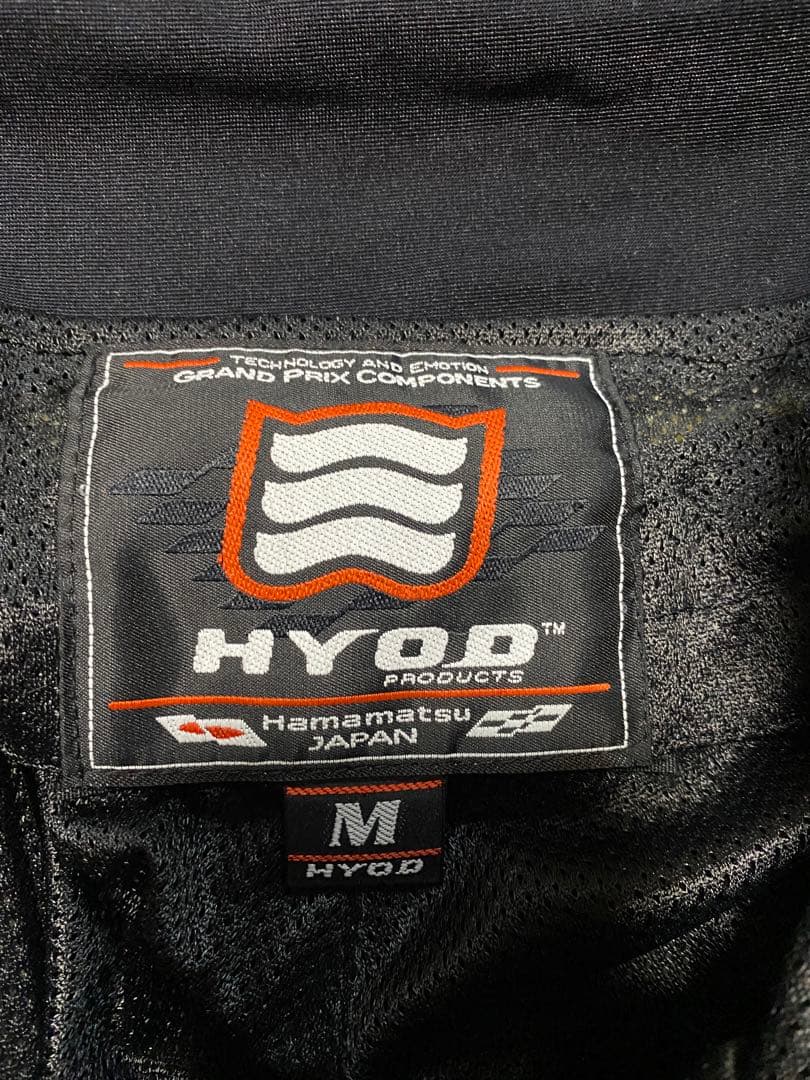 TECHNOLOGY AND EMOTION
GRAND PRIX COMPONENTS
HYOD™
PRODUCTS
Hamamatsu
JAPAN
M
HYOD